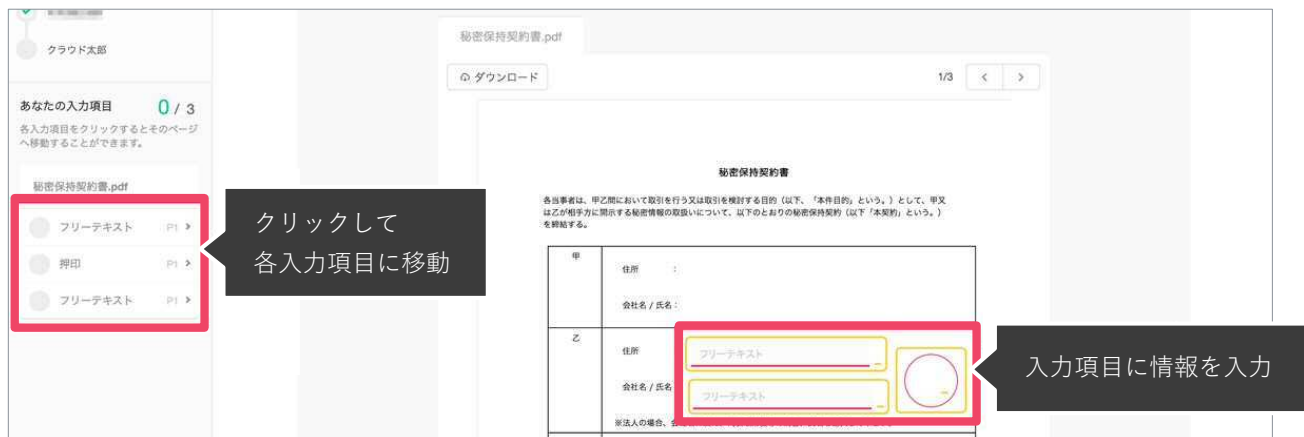 クラウド太郎
あなたの入力項目 0 / 3
各入力項目をクリックするとそのページ
へ移動することができます。
秘密保持契約書.pdf
フリーテキスト P1 >
押印 P1 >
フリーテキスト P1 >
クリックして
各入力項目に移動
秘密保持契約書.pdf
ダウンロード
1/3 < >
秘密保持契約書
各当事者は、甲乙間において取引を行う又は取引を検討する目的（以下、「本件目的」という。）として、甲又
は乙が相手方に開示する秘密情報の取扱いについて、以下のとおりの秘密保持契約（以下「本契約」という。）
を締結する。
甲
住所 :
会社名 / 氏名 :
乙
住所
フリーテキスト
会社名 / 氏名
フリーテキスト
※法人の場合、
入力項目に情報を入力